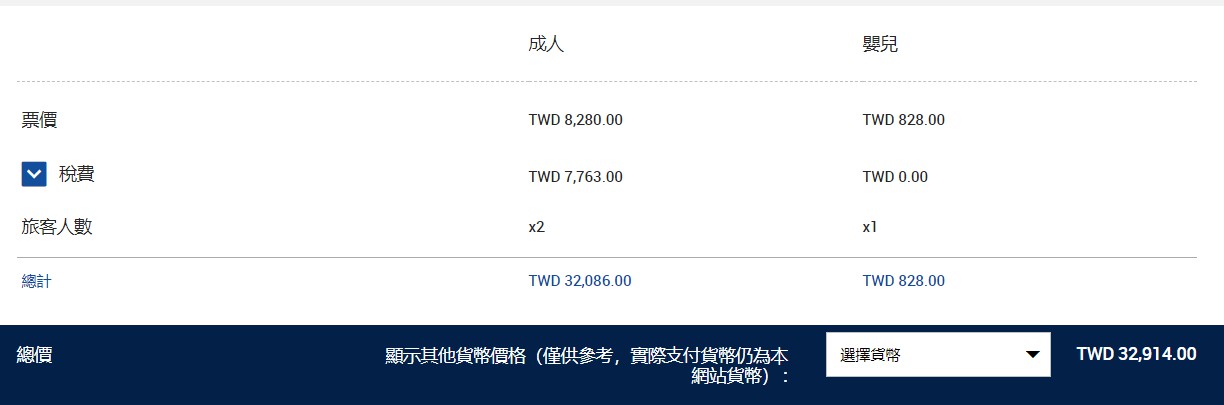 成人 嬰兒
票價 TWD 8,280.00 TWD 828.00
稅費 TWD 7,763.00 TWD 0.00
旅客人數 x2 x1
總計 TWD 32,086.00 TWD 828.00
總價 顯示其他貨幣價格（僅供參考，實際支付貨幣仍為本 選擇貨幣 TWD 32,914.00
網站貨幣）：